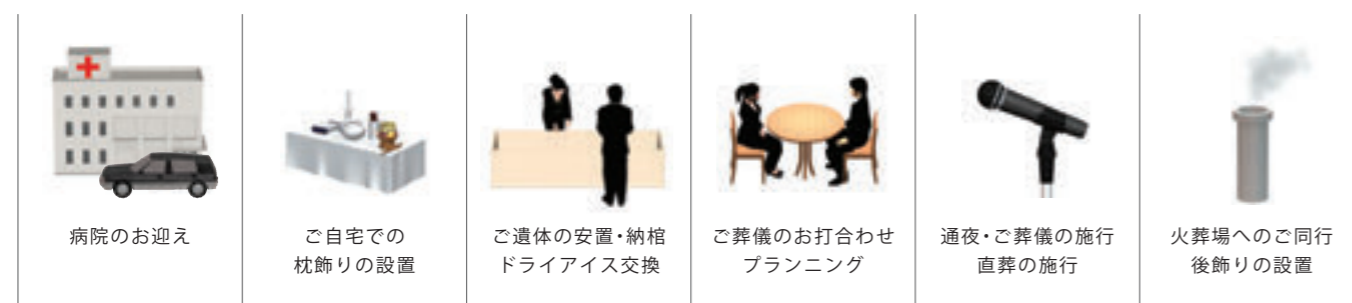 病院のお迎え
ご自宅での
枕飾りの設置
ご遺体の安置・納棺
ドライアイス交換
ご葬儀のお打合わせ
プランニング
通夜・ご葬儀の施行
直葬の施行
火葬場へのご同行
後飾りの設置